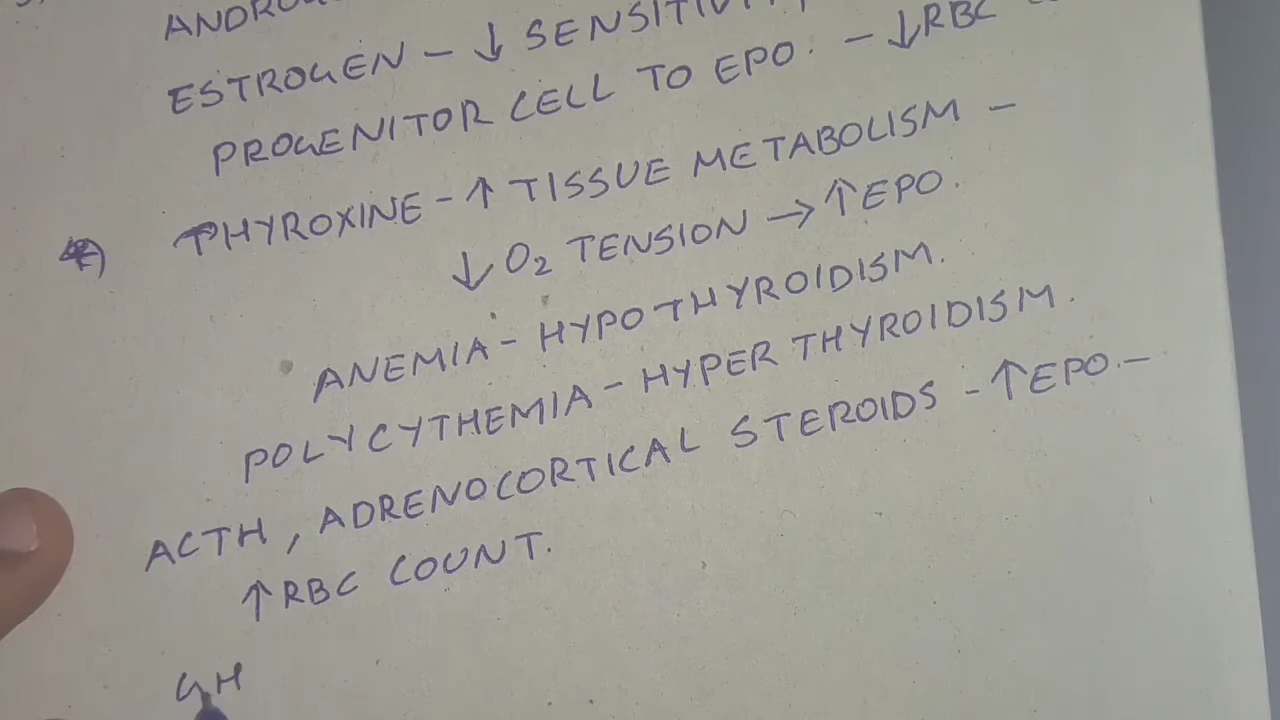 ESTROGEN - ↓ SENSITIVITY
PROGENITOR CELL TO EPO. - ↓RBC
THYROXINE - ↑ TISSUE METABOLISM -
↓ O2 TENSION → ↑EPO.
ANEMIA - HYPOTHYROIDISM.
POLYCYTHEMIA - HYPER THYROIDISM.
ACTH, ADRENOCORTICAL STEROIDS - ↑EPO. -
↑RBC COUNT.
GH